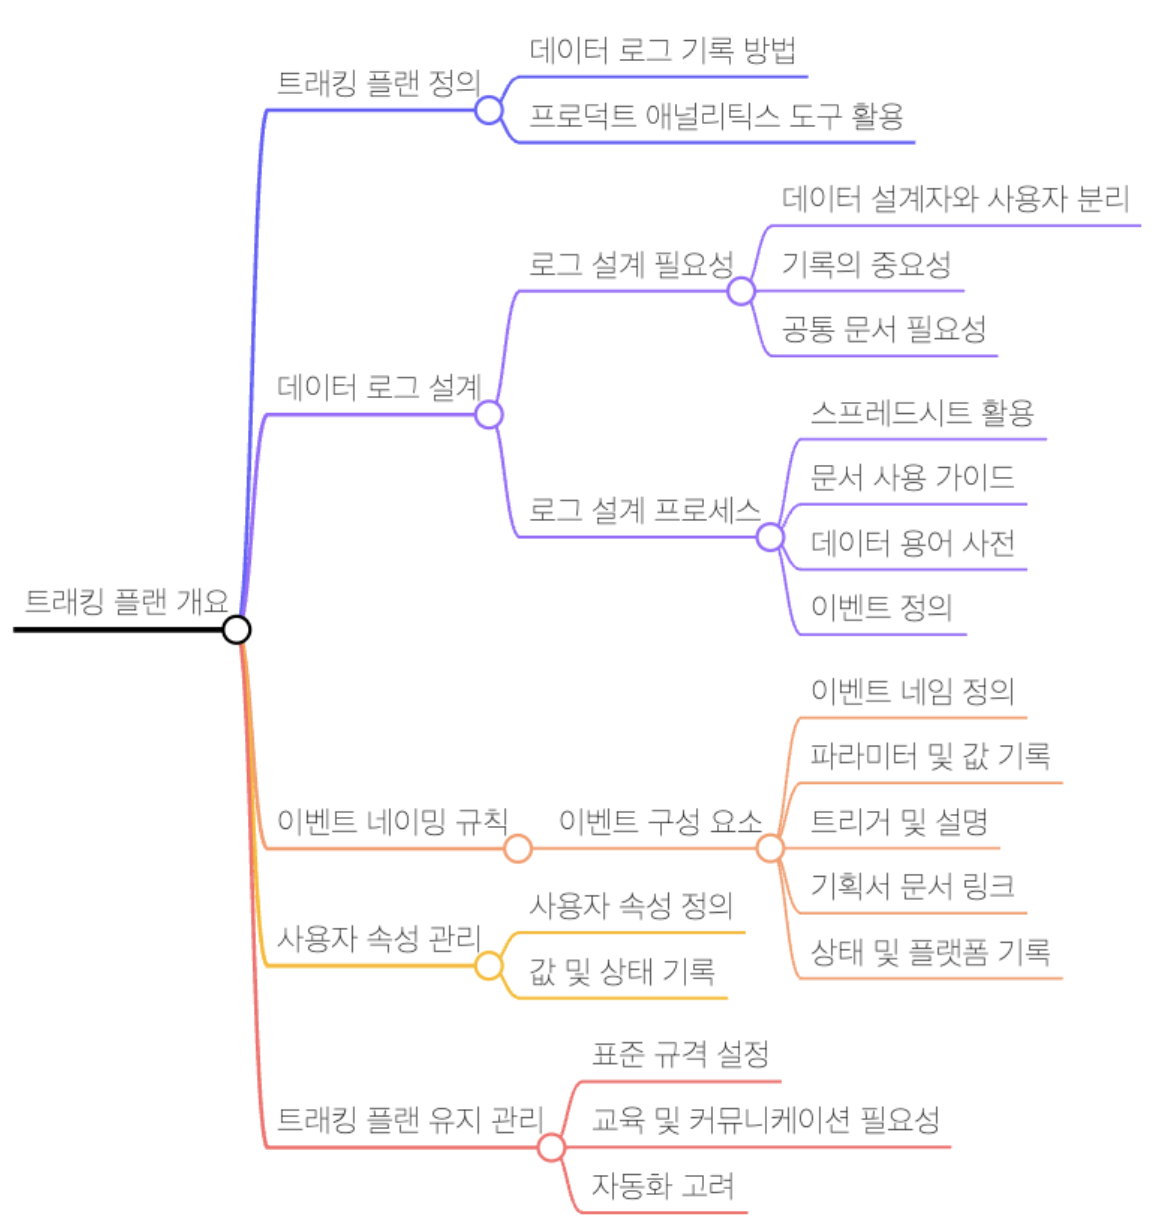 트래킹 플랜 개요
트래킹 플랜 정의
데이터 로그 기록 방법
프로덕트 애널리틱스 도구 활용
데이터 로그 설계
로그 설계 필요성
데이터 설계자와 사용자 분리
기록의 중요성
공통 문서 필요성
로그 설계 프로세스
스프레드시트 활용
문서 사용 가이드
데이터 용어 사전
이벤트 정의
이벤트 네이밍 규칙
이벤트 구성 요소
이벤트 네임 정의
파라미터 및 값 기록
트리거 및 설명
기획서 문서 링크
상태 및 플랫폼 기록
사용자 속성 관리
사용자 속성 정의
값 및 상태 기록
트래킹 플랜 유지 관리
표준 규격 설정
교육 및 커뮤니케이션 필요성
자동화 고려